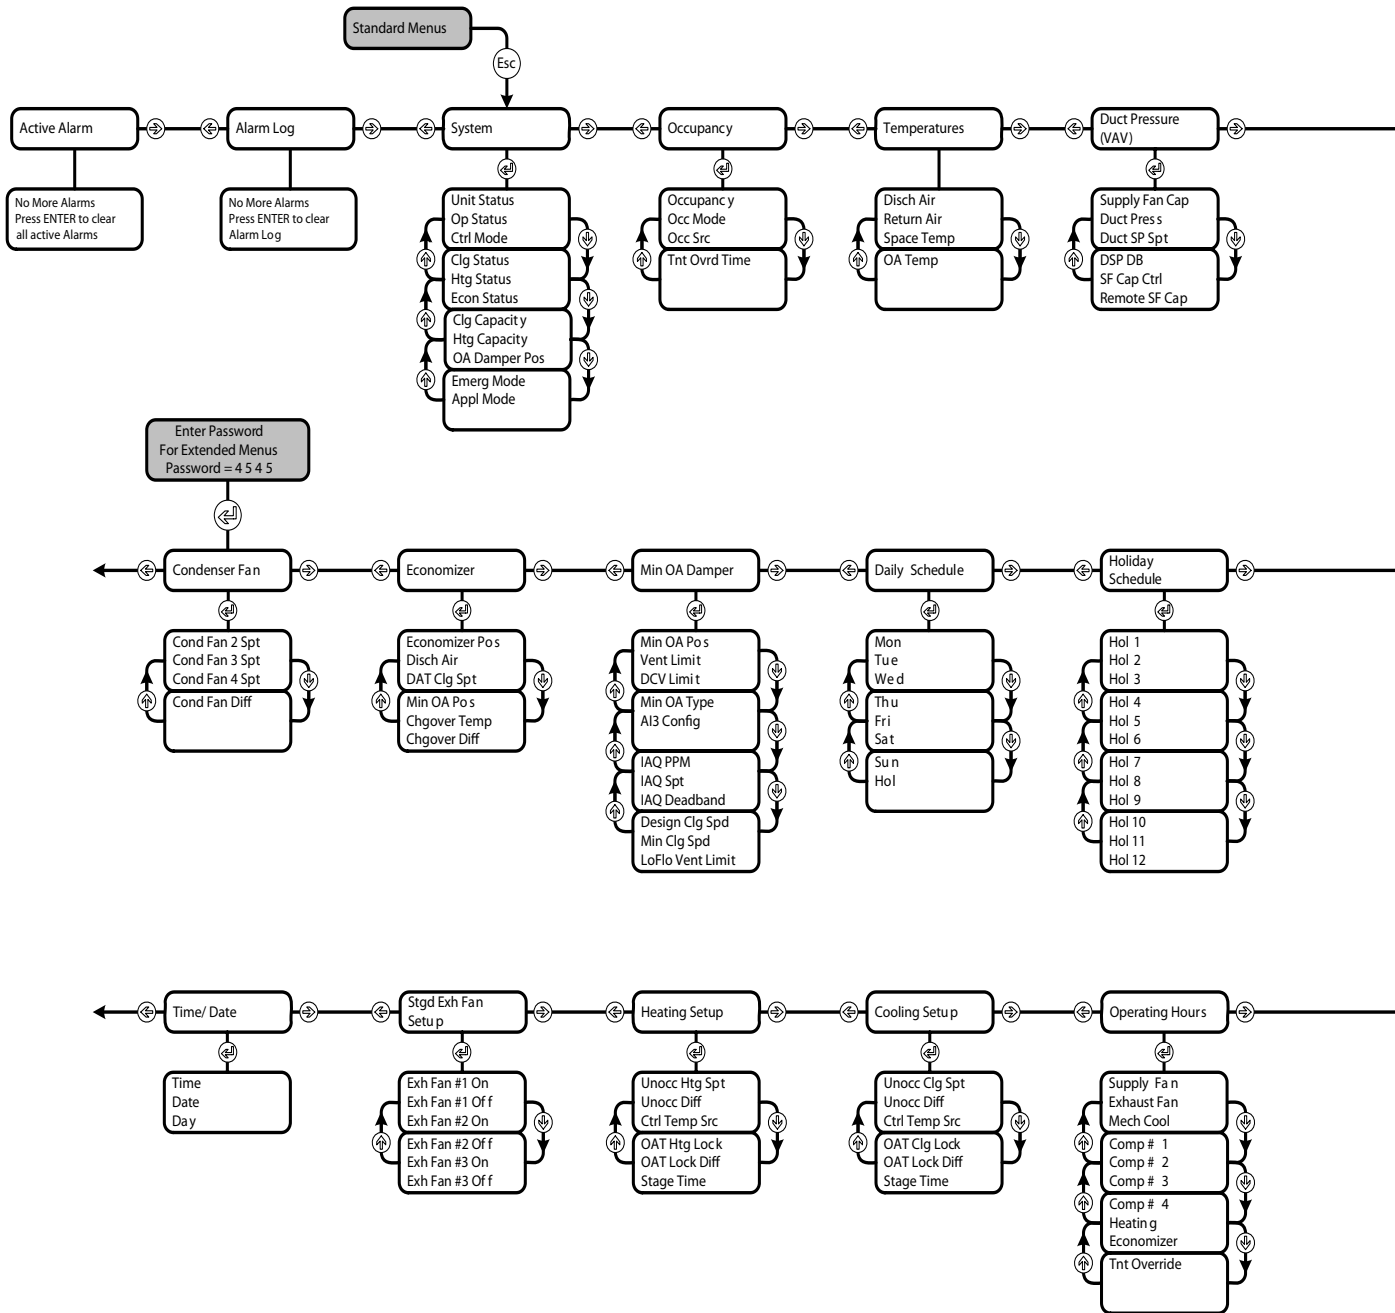 Standard Menus
Esc
Active Alarm
Alarm Log
System
Occupancy
Temperatures
Duct Pressure
(VAV)
No More Alarms
Press ENTER to clear
all active Alarms
No More Alarms
Press ENTER to clear
Alarm Log
Unit Status
Op Status
Ctrl Mode
Clg Status
Htg Status
Econ Status
Clg Capacity
Htg Capacity
OA Damper Pos
Emerg Mode
Appl Mode
Occupancy
Occ Mode
Occ Src
Tnt Ovrd Time
Disch Air
Return Air
Space Temp
OA Temp
Supply Fan Cap
Duct Press
Duct SP Spt
DSP DB
SF Cap Ctrl
Remote SF Cap
Enter Password
For Extended Menus
Password = 4 5 4 5
Condenser Fan
Economizer
Min OA Damper
Daily Schedule
Holiday
Schedule
Cond Fan 2 Spt
Cond Fan 3 Spt
Cond Fan 4 Spt
Cond Fan Diff
Economizer Pos
Disch Air
DAT Clg Spt
Min OA Pos
Chgover Temp
Chgover Diff
Min OA Pos
Vent Limit
DCV Limit
Min OA Type
AI3 Config
IAQ PPM
IAQ Spt
IAQ Deadband
Design Clg Spd
Min Clg Spd
LoFlo Vent Limit
Mon
Tue
Wed
Thu
Fri
Sat
Sun
Hol
Hol 1
Hol 2
Hol 3
Hol 4
Hol 5
Hol 6
Hol 7
Hol 8
Hol 9
Hol 10
Hol 11
Hol 12
Time/ Date
Stgd Exh Fan
Setup
Heating Setup
Cooling Setup
Operating Hours
Time
Date
Day
Exh Fan #1 On
Exh Fan #1 Off
Exh Fan #2 On
Exh Fan #2 Off
Exh Fan #3 On
Exh Fan #3 Off
Unocc Htg Spt
Unocc Diff
Ctrl Temp Src
OAT Htg Lock
OAT Lock Diff
Stage Time
Unocc Clg Spt
Unocc Diff
Ctrl Temp Src
OAT Clg Lock
OAT Lock Diff
Stage Time
Supply Fan
Exhaust Fan
Mech Cool
Comp # 1
Comp # 2
Comp # 3
Comp # 4
Heating
Economizer
Tnt Override